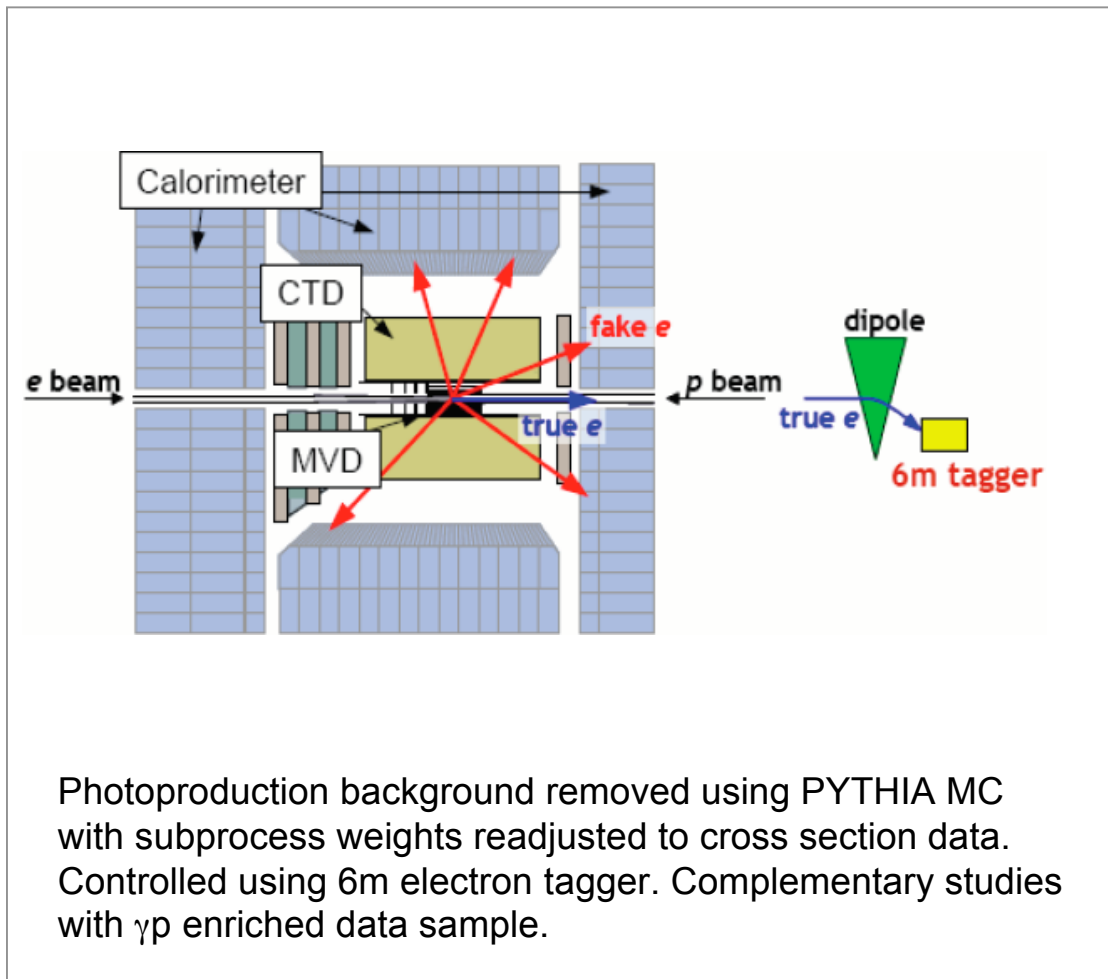 Calorimeter
CTD
fake e
dipole
e beam
p beam
true e
true e
MVD
6m tagger
Photoproduction background removed using PYTHIA MC
with subprocess weights readjusted to cross section data.
Controlled using 6m electron tagger. Complementary studies
with γp enriched data sample.